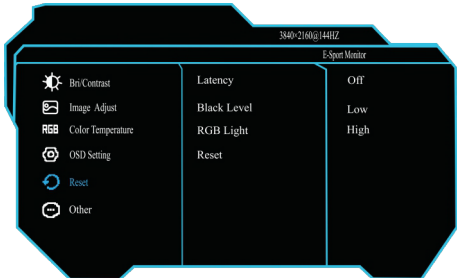 3840×2160@144HZ
E-Sport Monitor
Bri/Contrast
Image Adjust
RGB Color Temperature
OSD Setting
Reset
Other
Latency
Black Level
RGB Light
Reset
Off
Low
High